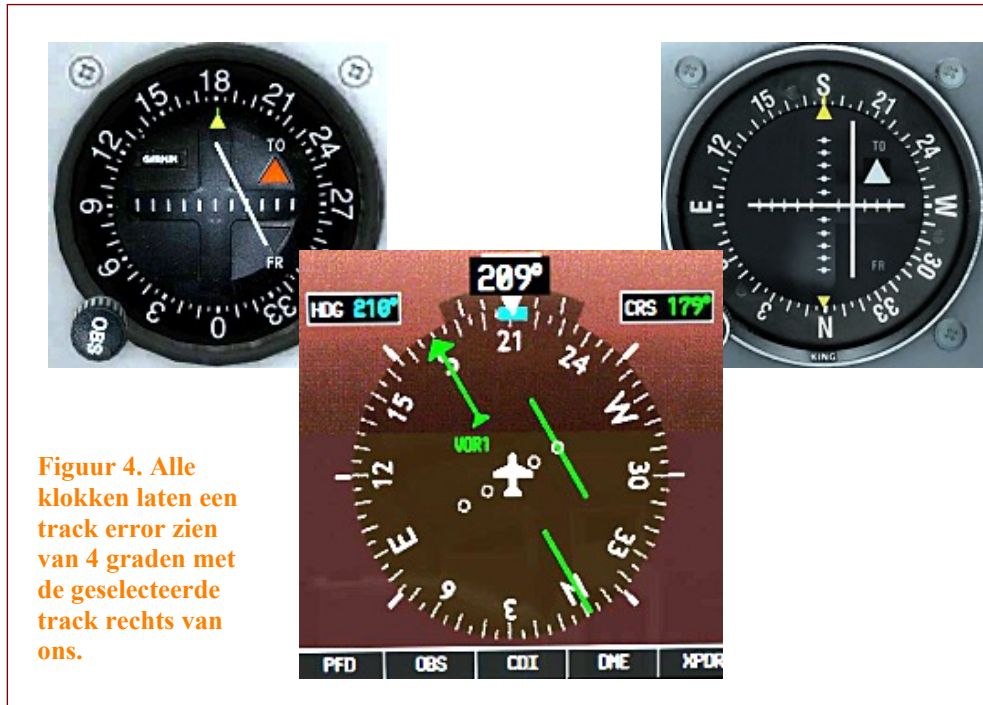 15 18 21
12 24
9 27
6
3 0 33
TO
FR
GARMIN
OBS
S
15 21
12 24
E W
30
3 N 33
TO
FR
KING
209°
HDG 210° CRS 179°
21
24
15 W
12 30
E 33
6 3 N
VOR1
PFD OBS CDI DME XPDR
Figuur 4. Alle
klokken laten een
track error zien
van 4 graden met
de geselecteerde
track rechts van
ons.